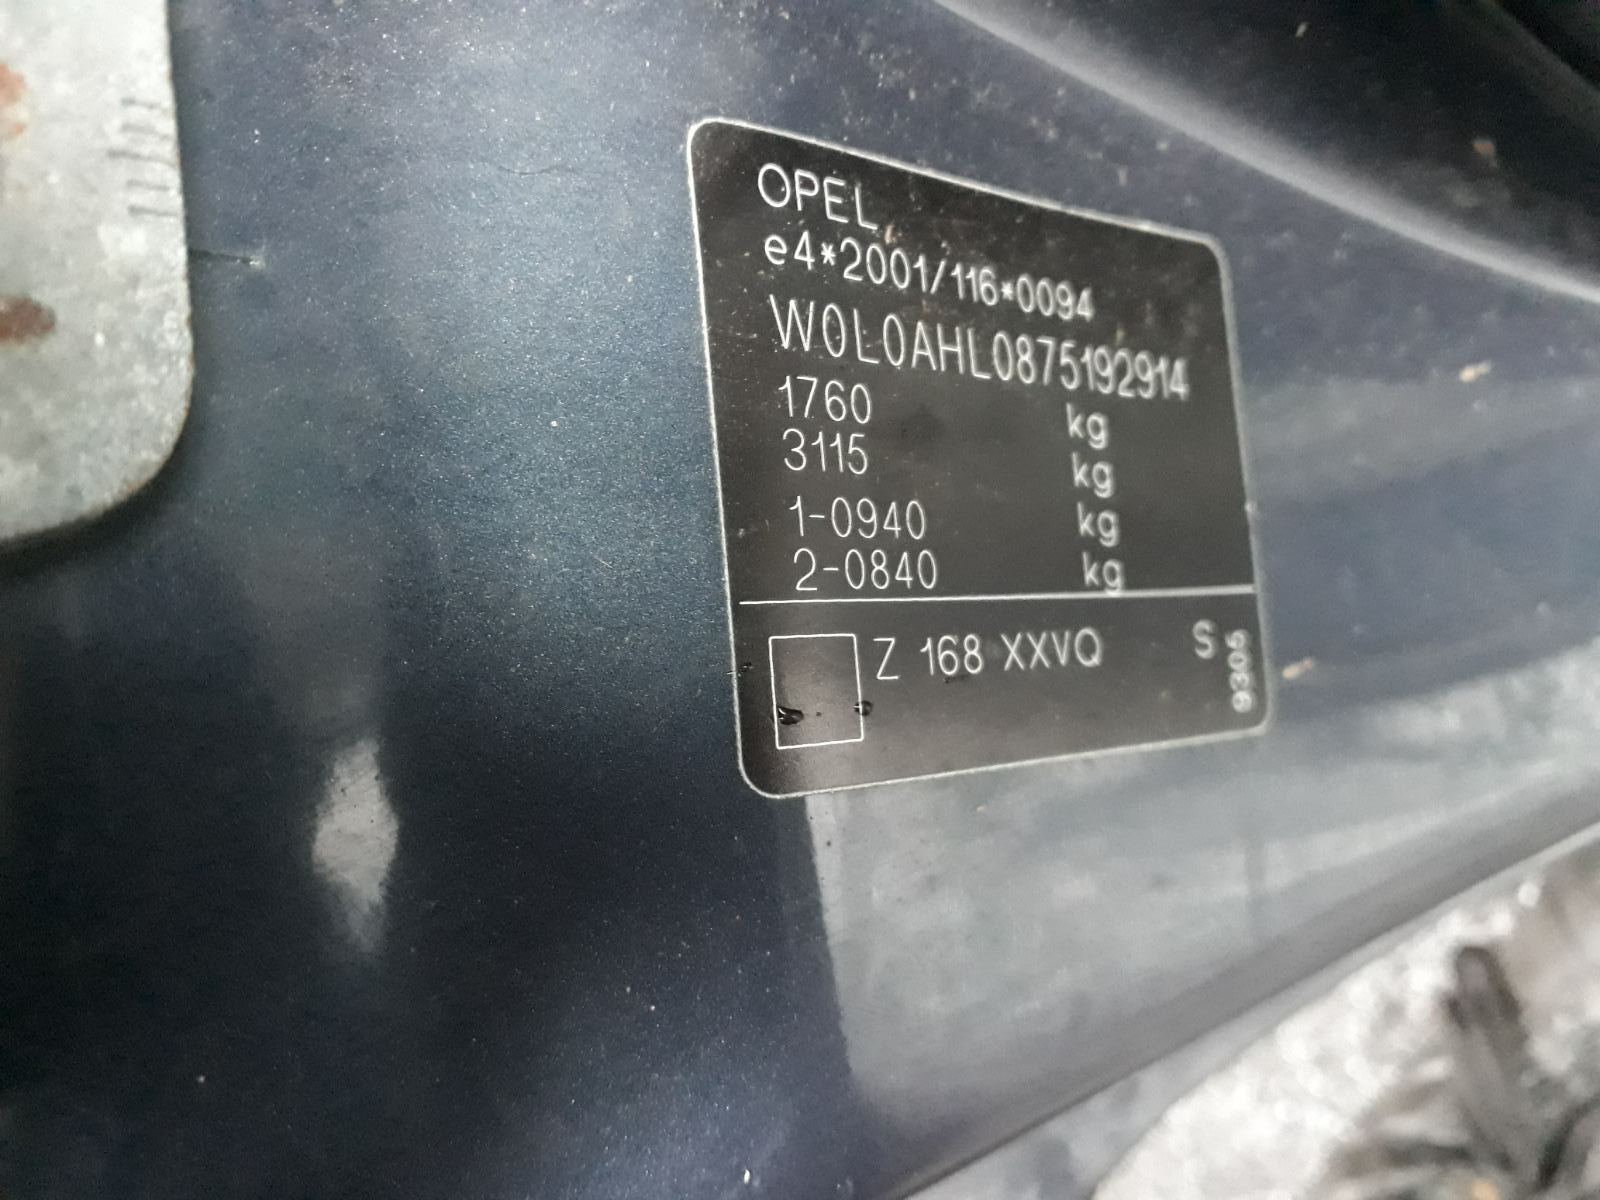 OPEL
e4*2001/116*0094
W0L0AHL0875192914
1760 kg
3115 kg
1-0940 kg
2-0840 kg
Z 168 XXVQ S
9305